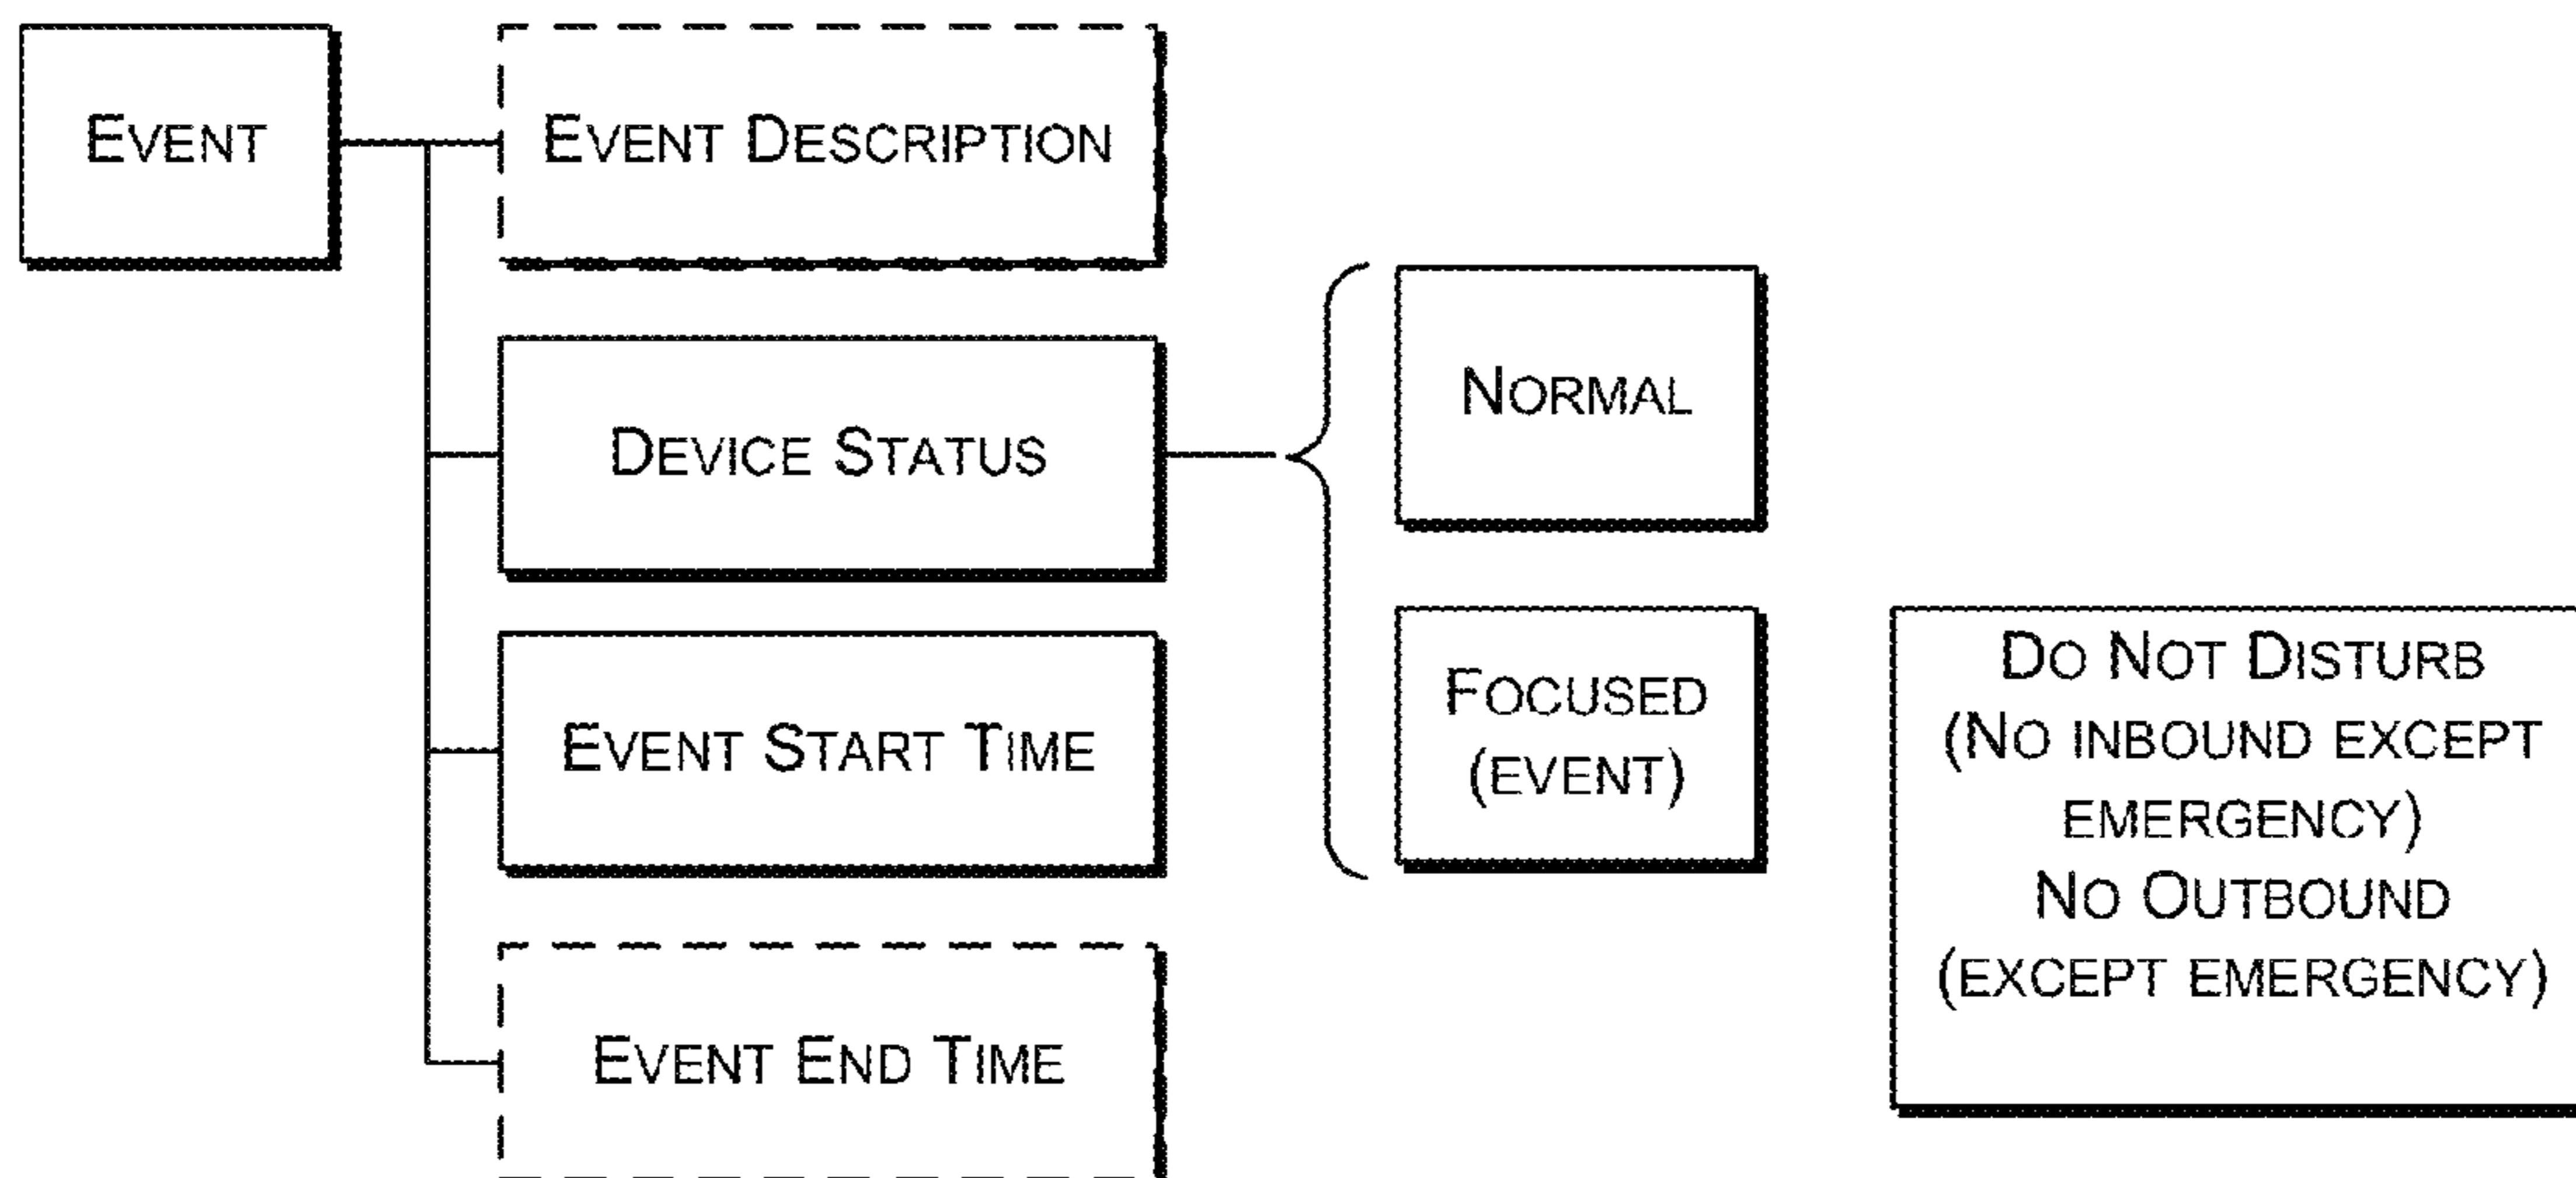 EVENT
EVENT DESCRIPTION
DEVICE STATUS
EVENT START TIME
EVENT END TIME
NORMAL
FOCUSED
(EVENT)
DO NOT DISTURB
(NO INBOUND EXCEPT
EMERGENCY)
NO OUTBOUND
(EXCEPT EMERGENCY)